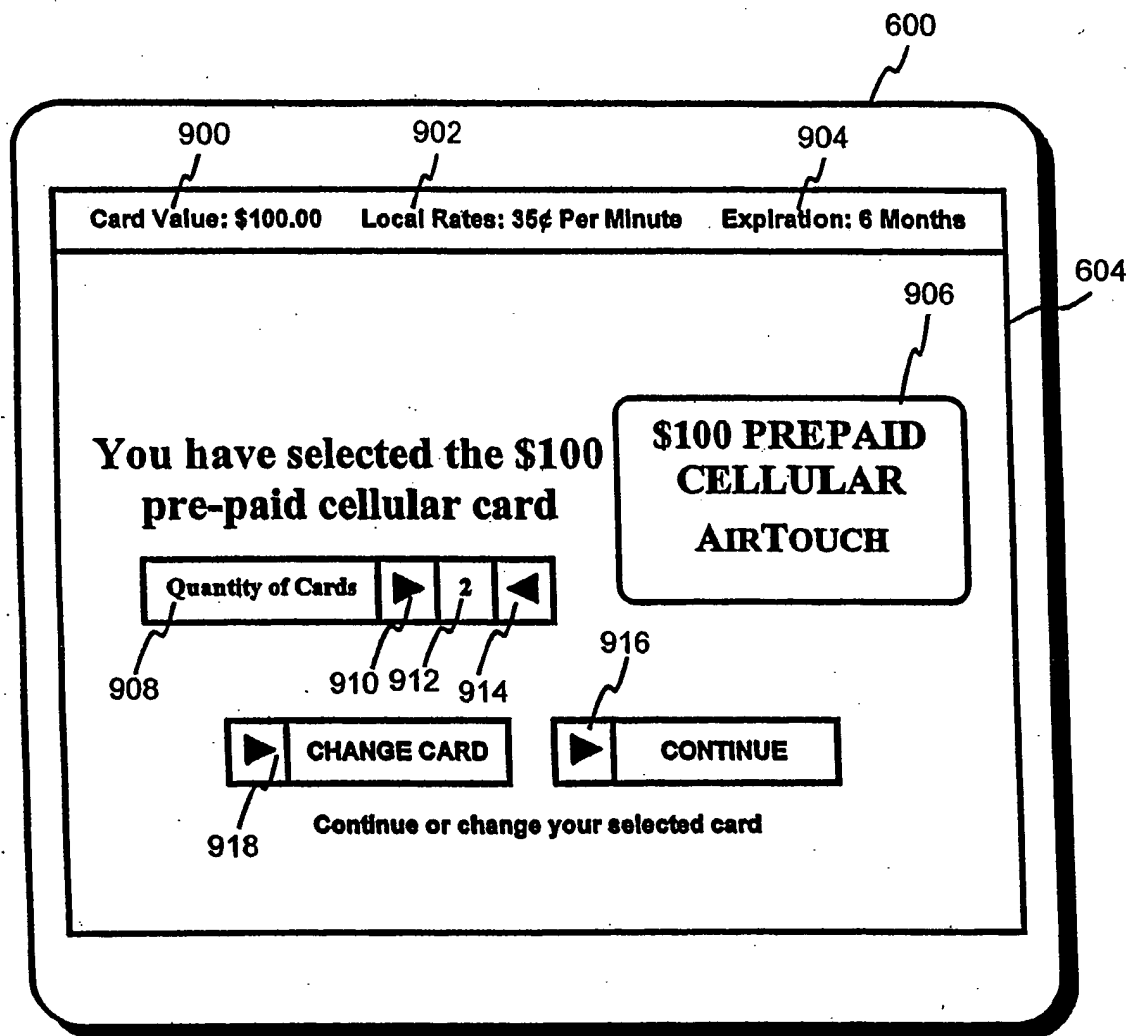 600
900
902
904
Card Value: $100.00 Local Rates: 35¢ Per Minute Expiration: 6 Months
604
906
$100 PREPAID
CELLULAR
AIRTOUCH
You have selected the $100
pre-paid cellular card
Quantity of Cards 2
908
910
912
914
916
CHANGE CARD
CONTINUE
918
Continue or change your selected card